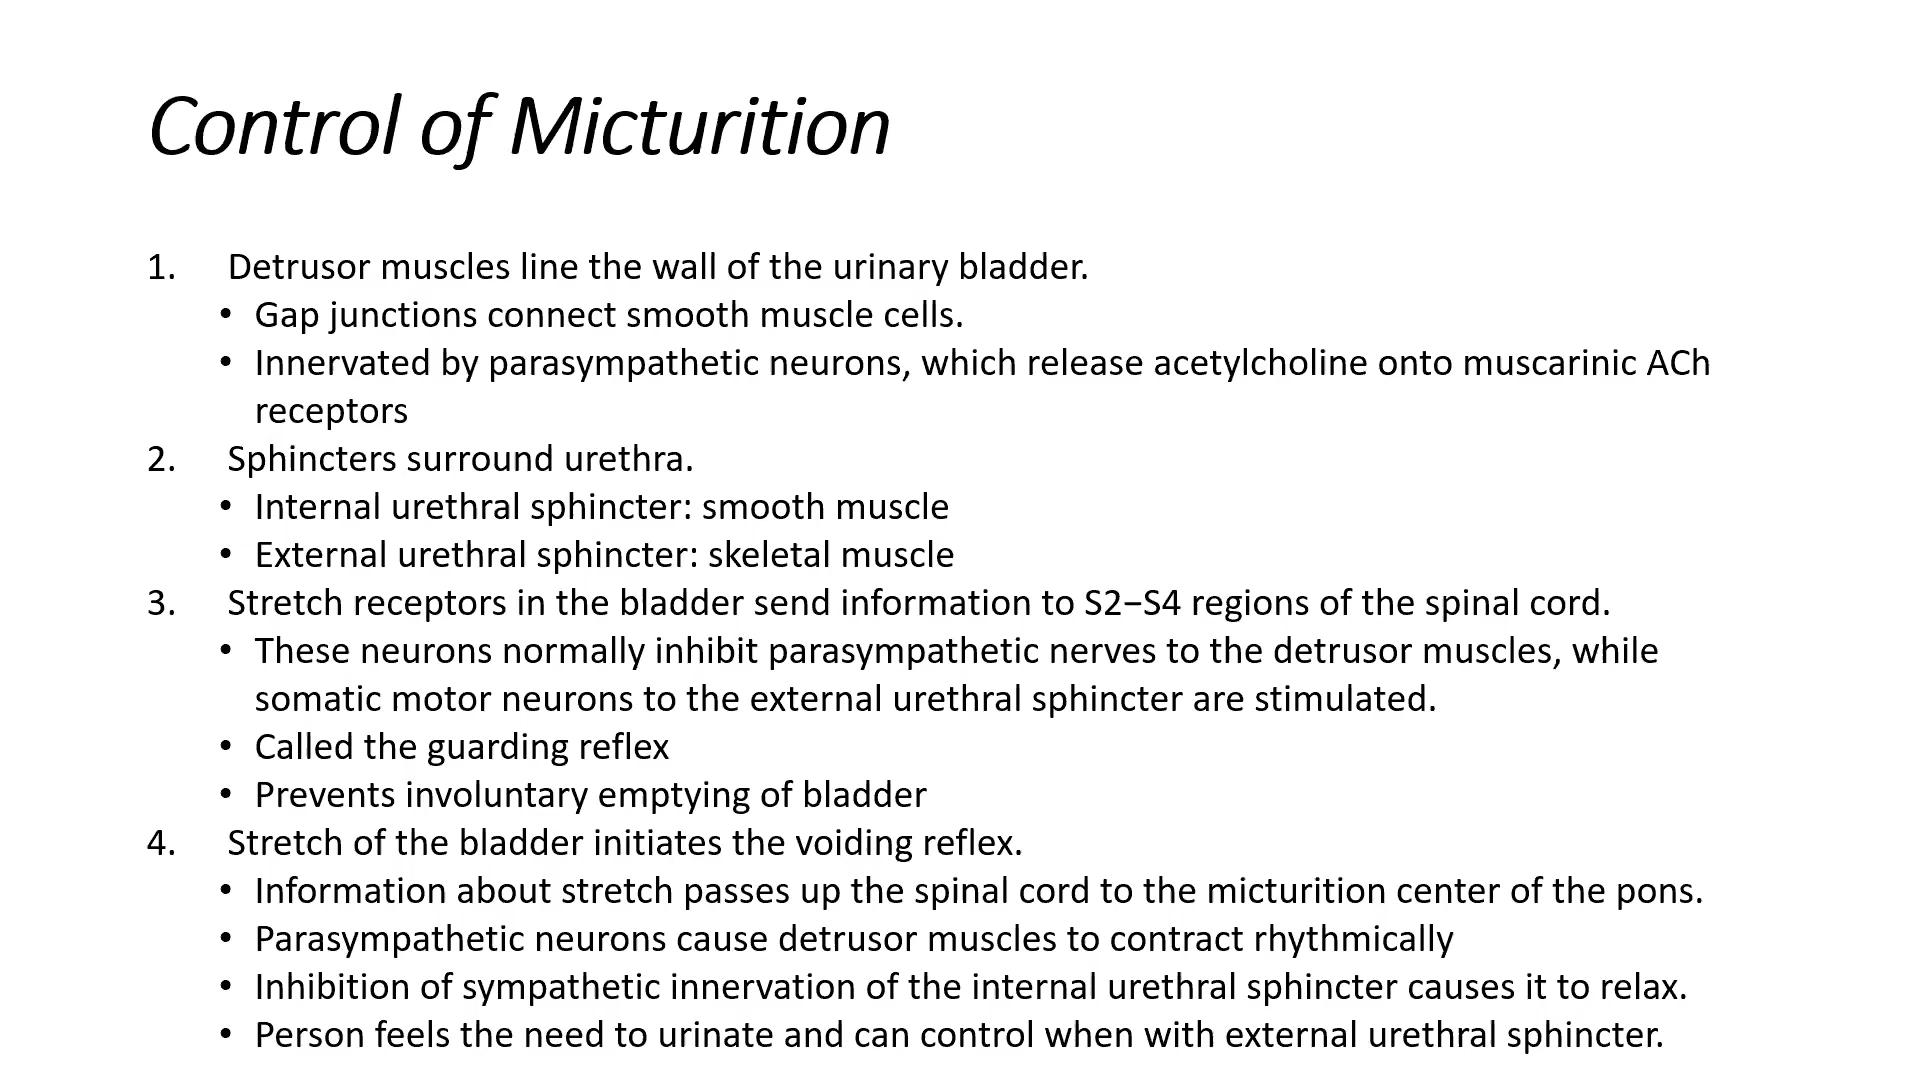 Control of Micturition
1. Detrusor muscles line the wall of the urinary bladder.
• Gap junctions connect smooth muscle cells.
• Innervated by parasympathetic neurons, which release acetylcholine onto muscarinic ACh
receptors
2. Sphincters surround urethra.
• Internal urethral sphincter: smooth muscle
• External urethral sphincter: skeletal muscle
3. Stretch receptors in the bladder send information to S2−S4 regions of the spinal cord.
• These neurons normally inhibit parasympathetic nerves to the detrusor muscles, while
somatic motor neurons to the external urethral sphincter are stimulated.
• Called the guarding reflex
• Prevents involuntary emptying of bladder
4. Stretch of the bladder initiates the voiding reflex.
• Information about stretch passes up the spinal cord to the micturition center of the pons.
• Parasympathetic neurons cause detrusor muscles to contract rhythmically
• Inhibition of sympathetic innervation of the internal urethral sphincter causes it to relax.
• Person feels the need to urinate and can control when with external urethral sphincter.